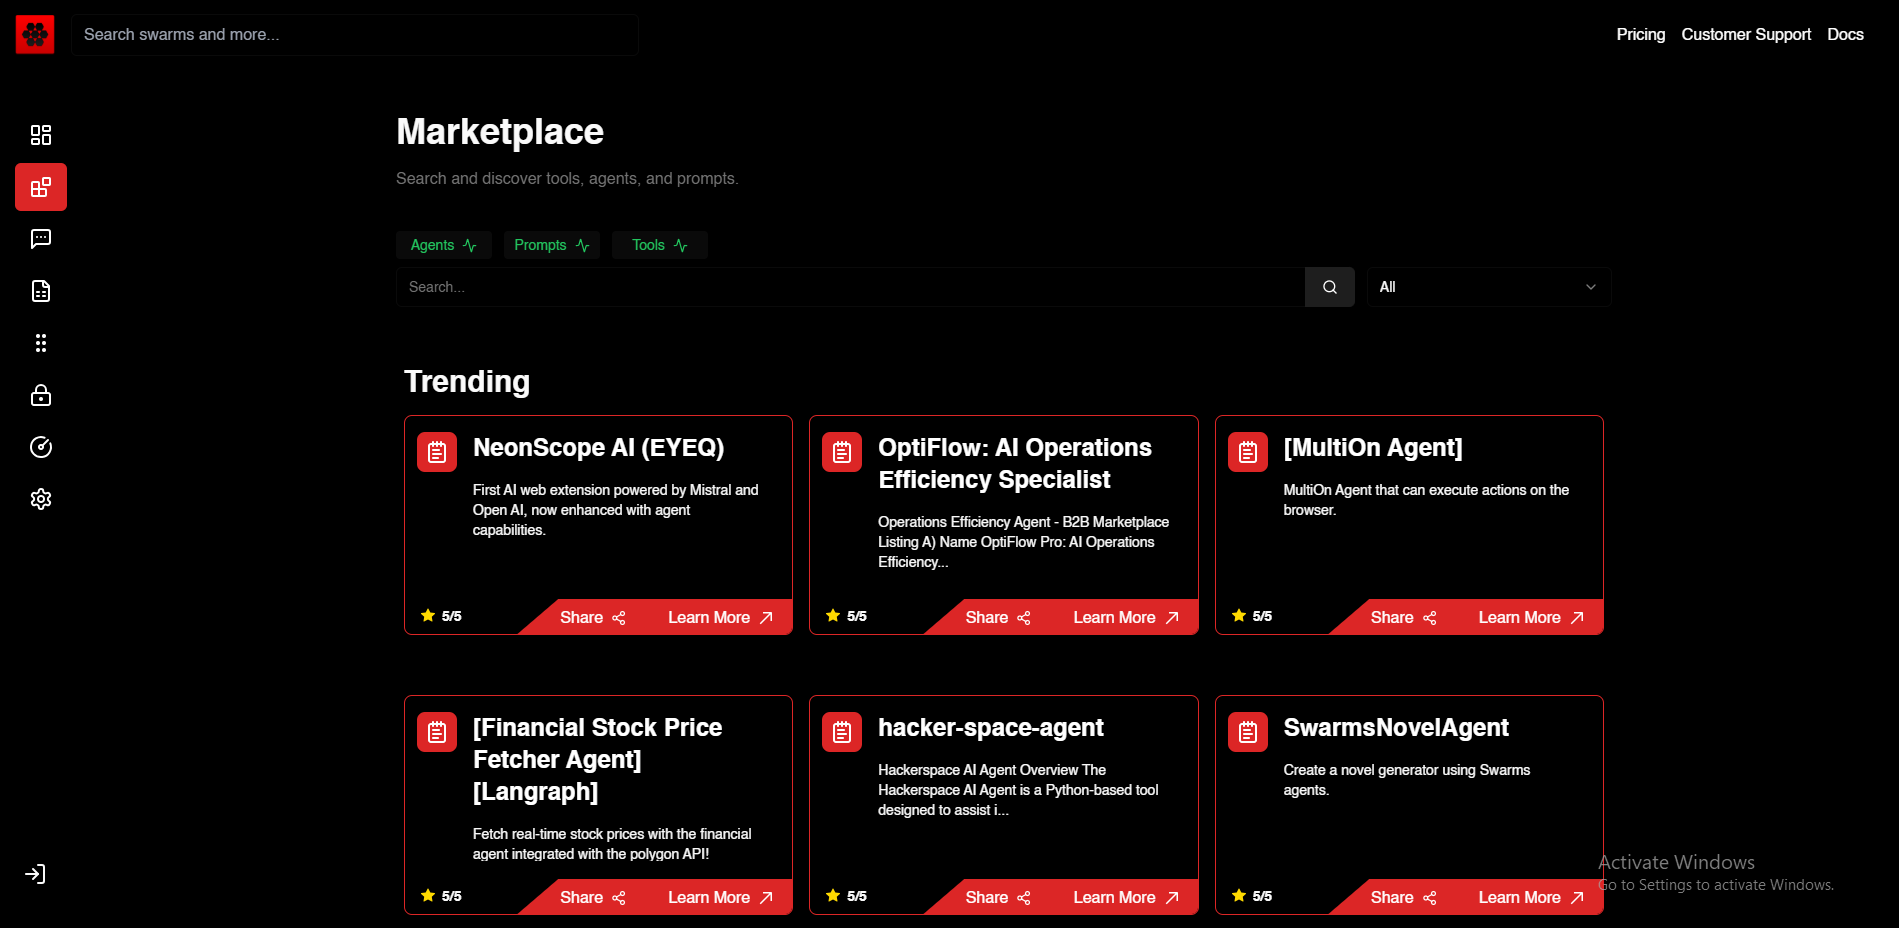 Search swarms and more...
Pricing Customer Support Docs
Marketplace
Search and discover tools, agents, and prompts.
Agents Prompts Tools
Search...
All
Trending
NeonScope AI (EYEQ)
First AI web extension powered by Mistral and
Open AI, now enhanced with agent
capabilities.
5/5 Share Learn More
OptiFlow: AI Operations
Efficiency Specialist
Operations Efficiency Agent - B2B Marketplace
Listing A) Name OptiFlow Pro: AI Operations
Efficiency...
5/5 Share Learn More
[MultiOn Agent]
MultiOn Agent that can execute actions on the
browser.
5/5 Share Learn More
[Financial Stock Price
Fetcher Agent]
[Langraph]
Fetch real-time stock prices with the financial
agent integrated with the polygon API!
5/5 Share Learn More
hacker-space-agent
Hackerspace AI Agent Overview The
Hackerspace AI Agent is a Python-based tool
designed to assist i...
5/5 Share Learn More
SwarmsNovelAgent
Create a novel generator using Swarms
agents.
5/5 Share Learn More
Activate Windows
Go to Settings to activate Windows.